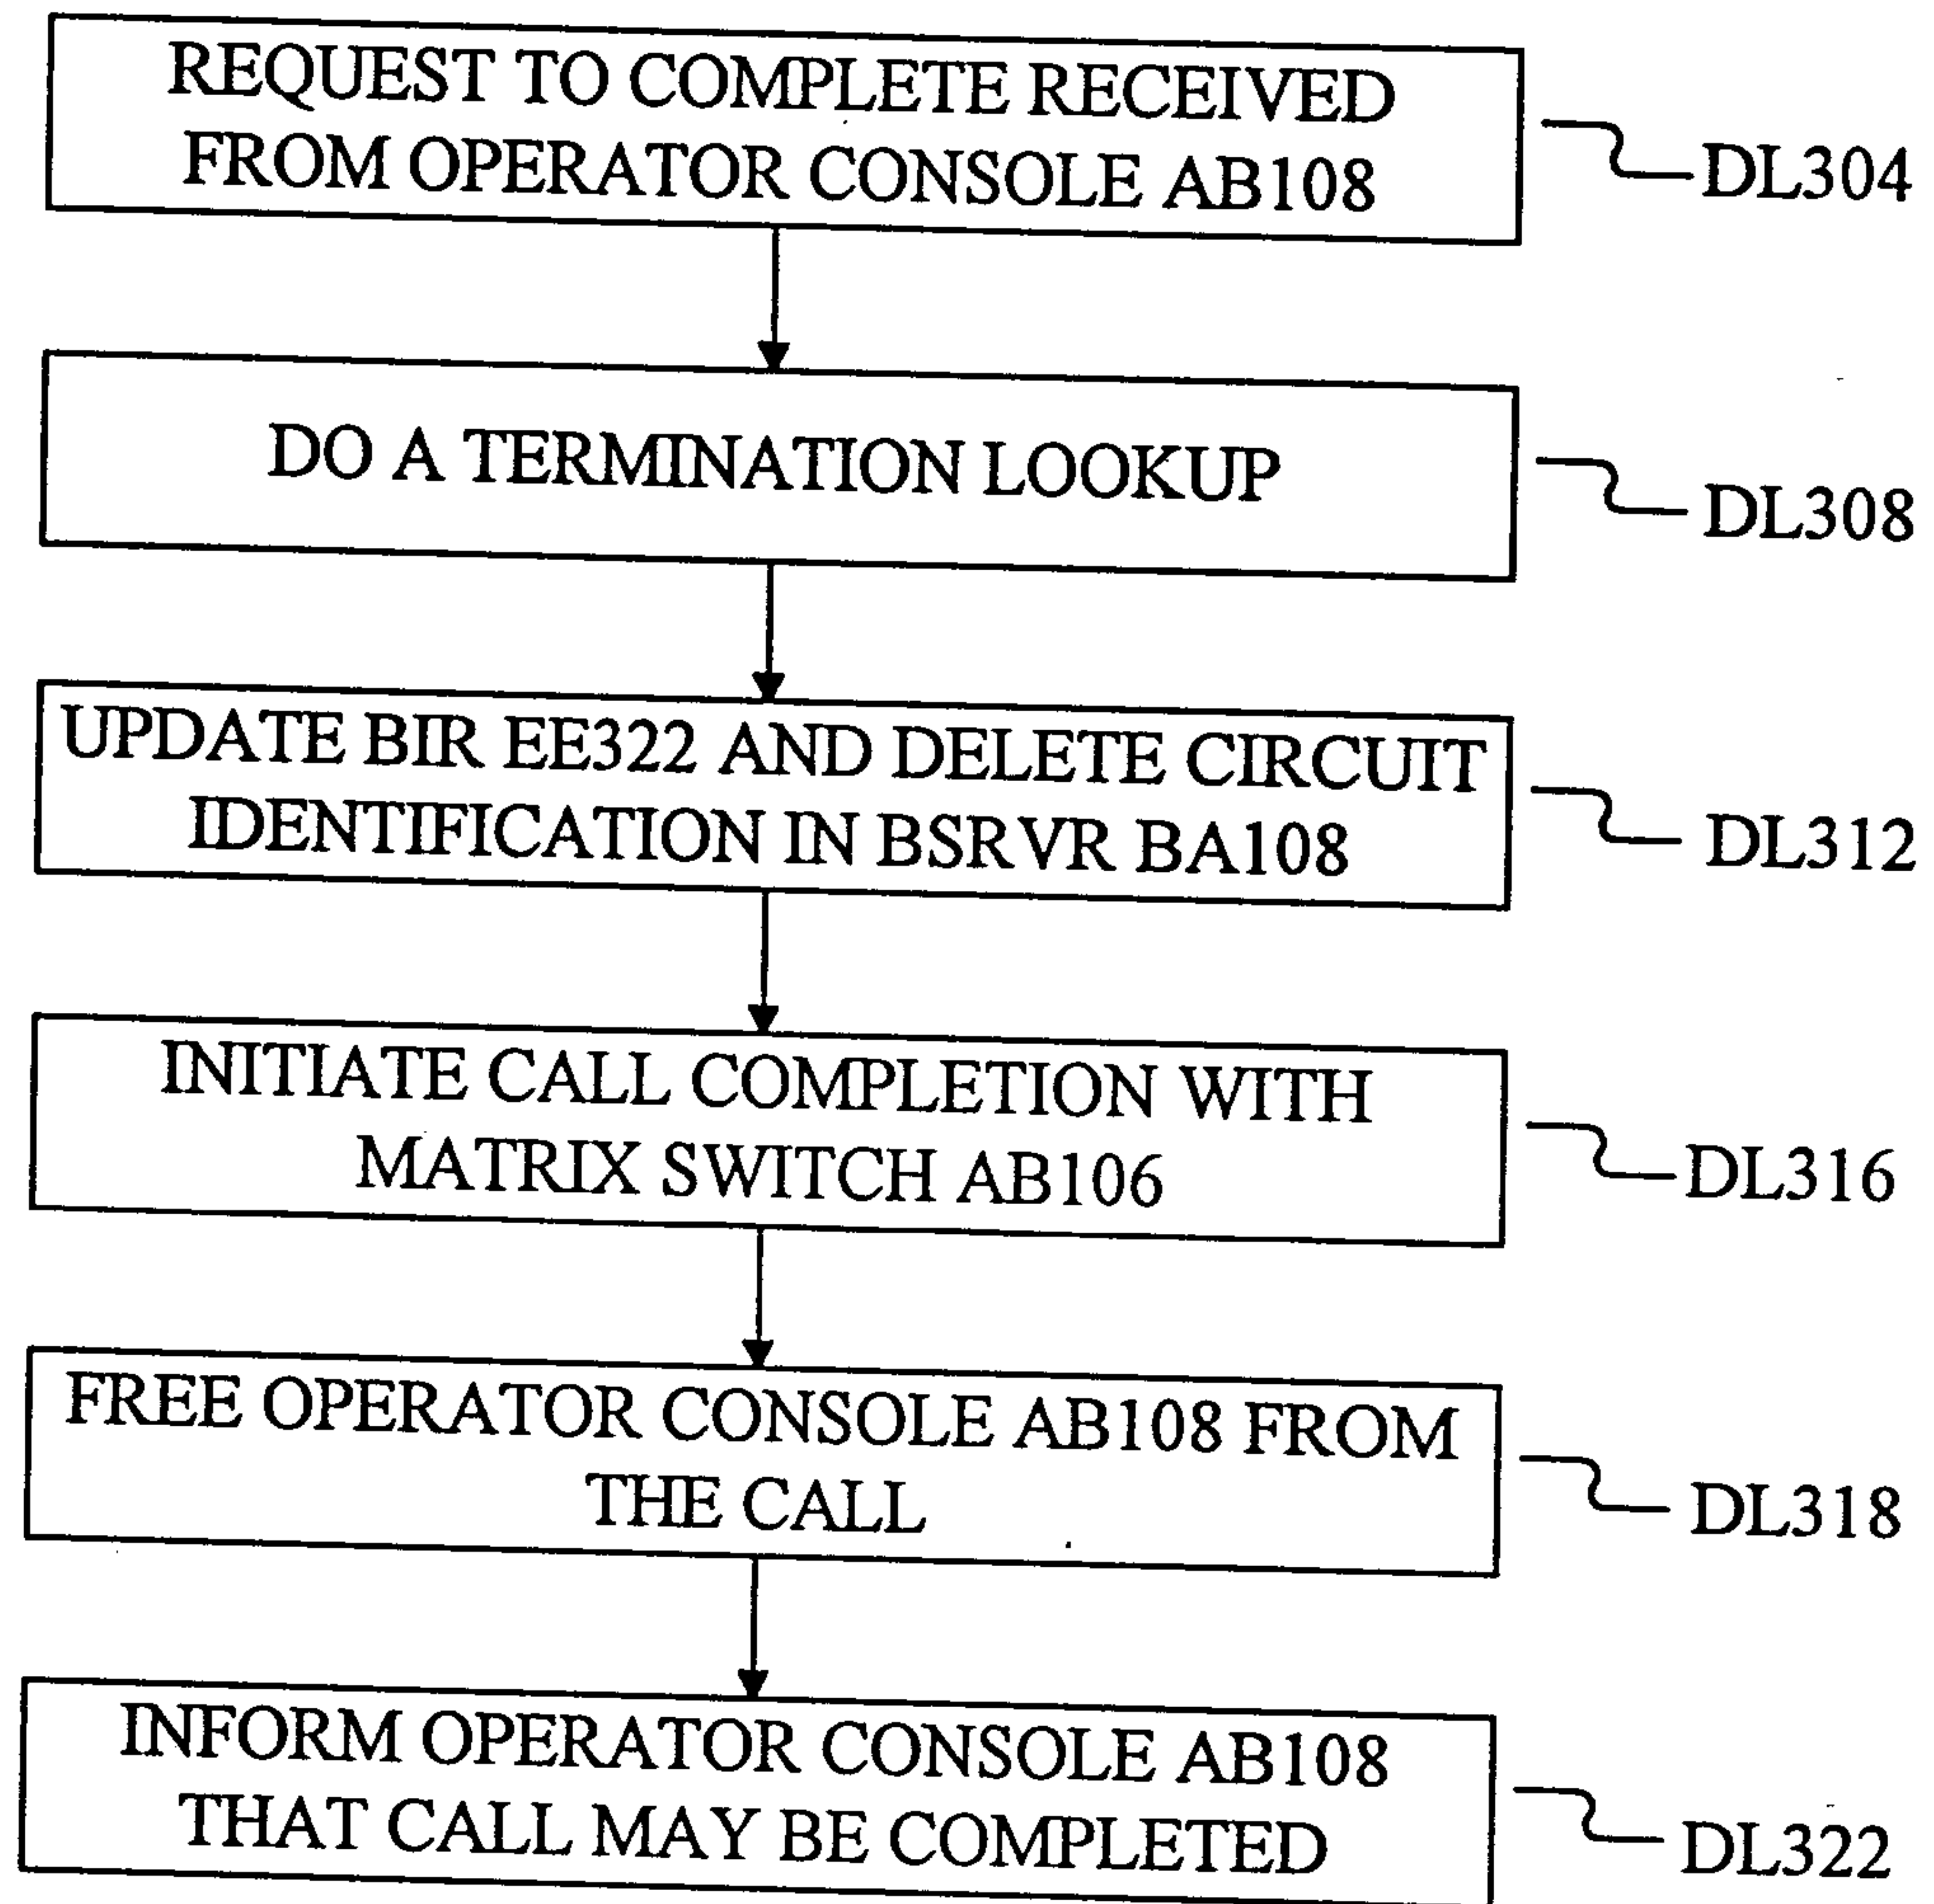 REQUEST TO COMPLETE RECEIVED
FROM OPERATOR CONSOLE AB108
DL304
DO A TERMINATION LOOKUP
DL308
UPDATE BIR EE322 AND DELETE CIRCUIT
IDENTIFICATION IN BSRVR BA108
DL312
INITIATE CALL COMPLETION WITH
MATRIX SWITCH AB106
DL316
FREE OPERATOR CONSOLE AB108 FROM
THE CALL
DL318
INFORM OPERATOR CONSOLE AB108
THAT CALL MAY BE COMPLETED
DL322